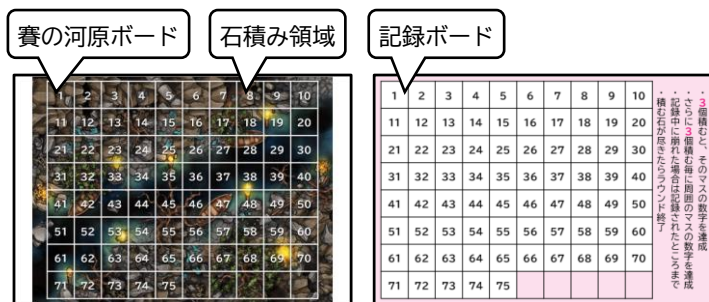 賽の河原ボード
石積み領域
記録ボード
1 2 3 4 5 6 7 8 9 10
11 12 13 14 15 16 17 18 19 20
21 22 23 24 25 26 27 28 29 30
31 32 33 34 35 36 37 38 39 40
41 42 43 44 45 46 47 48 49 50
51 52 53 54 55 56 57 58 59 60
61 62 63 64 65 66 67 68 69 70
71 72 73 74 75
1 2 3 4 5 6 7 8 9 10
11 12 13 14 15 16 17 18 19 20
21 22 23 24 25 26 27 28 29 30
31 32 33 34 35 36 37 38 39 40
41 42 43 44 45 46 47 48 49 50
51 52 53 54 55 56 57 58 59 60
61 62 63 64 65 66 67 68 69 70
71 72 73 74 75
・3個積むと、そのマスの数字を達成
・さらに3個積む毎に周囲のマスの数字を達成
・記録中に崩れた場合は記録されたところまで
・積む石が尽きたらラウンド終了